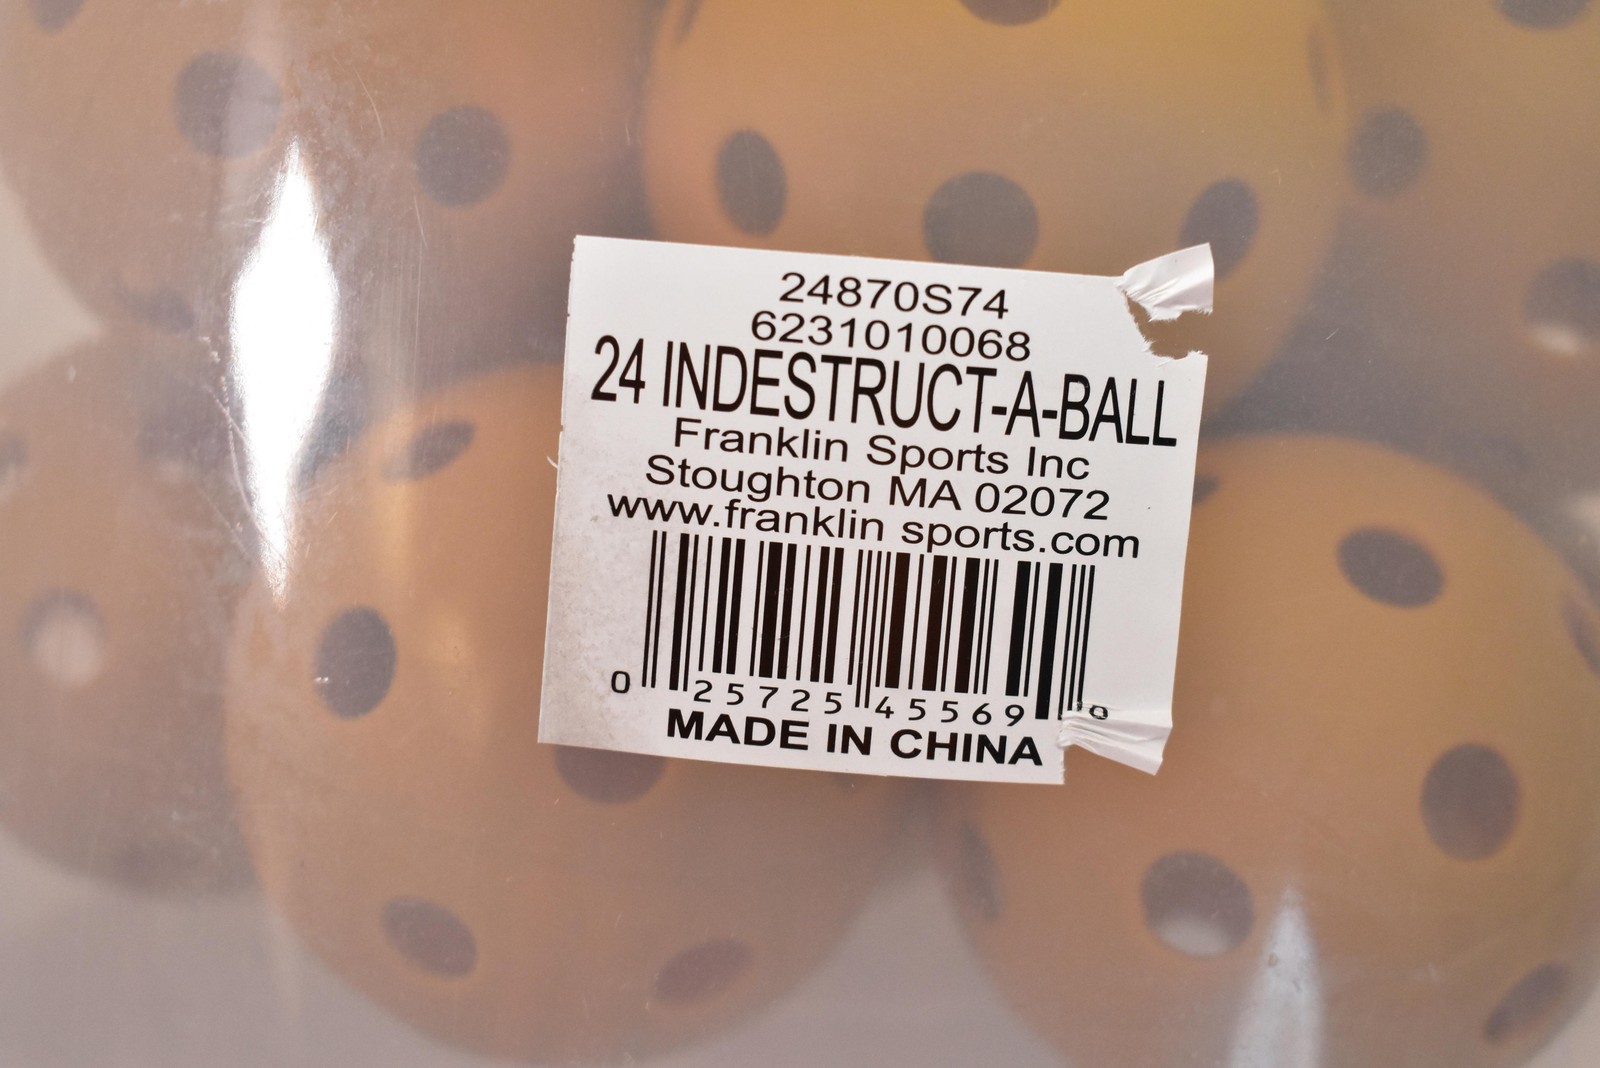 24870S74
6231010068
24 INDESTRUCT-A-BALL
Franklin Sports Inc
Stoughton MA 02072
www.franklin sports.com
0 25725 45569 0
MADE IN CHINA